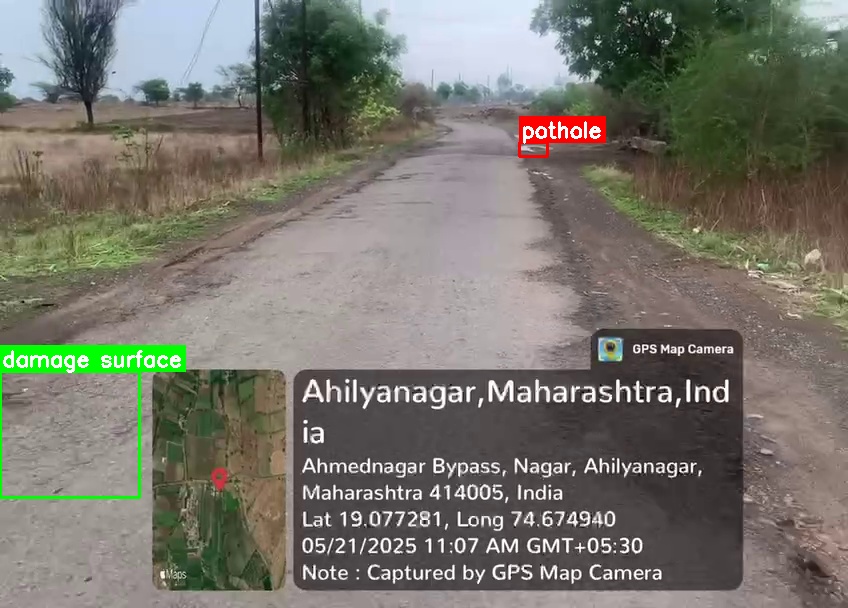 pothole
damage surface
GPS Map Camera
Ahilyanagar,Maharashtra,Ind
ia
Ahmednagar Bypass, Nagar, Ahilyanagar,
Maharashtra 414005, India
Lat 19.077281, Long 74.674940
05/21/2025 11:07 AM GMT+05:30
Note : Captured by GPS Map Camera
Maps